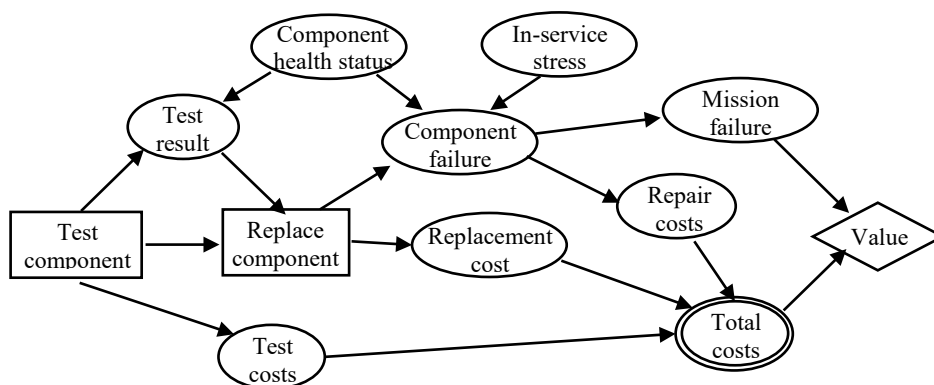 Component
health status
In-service
stress
Test
result
Component
failure
Mission
failure
Test
component
Replace
component
Replacement
cost
Repair
costs
Value
Test
costs
Total
costs